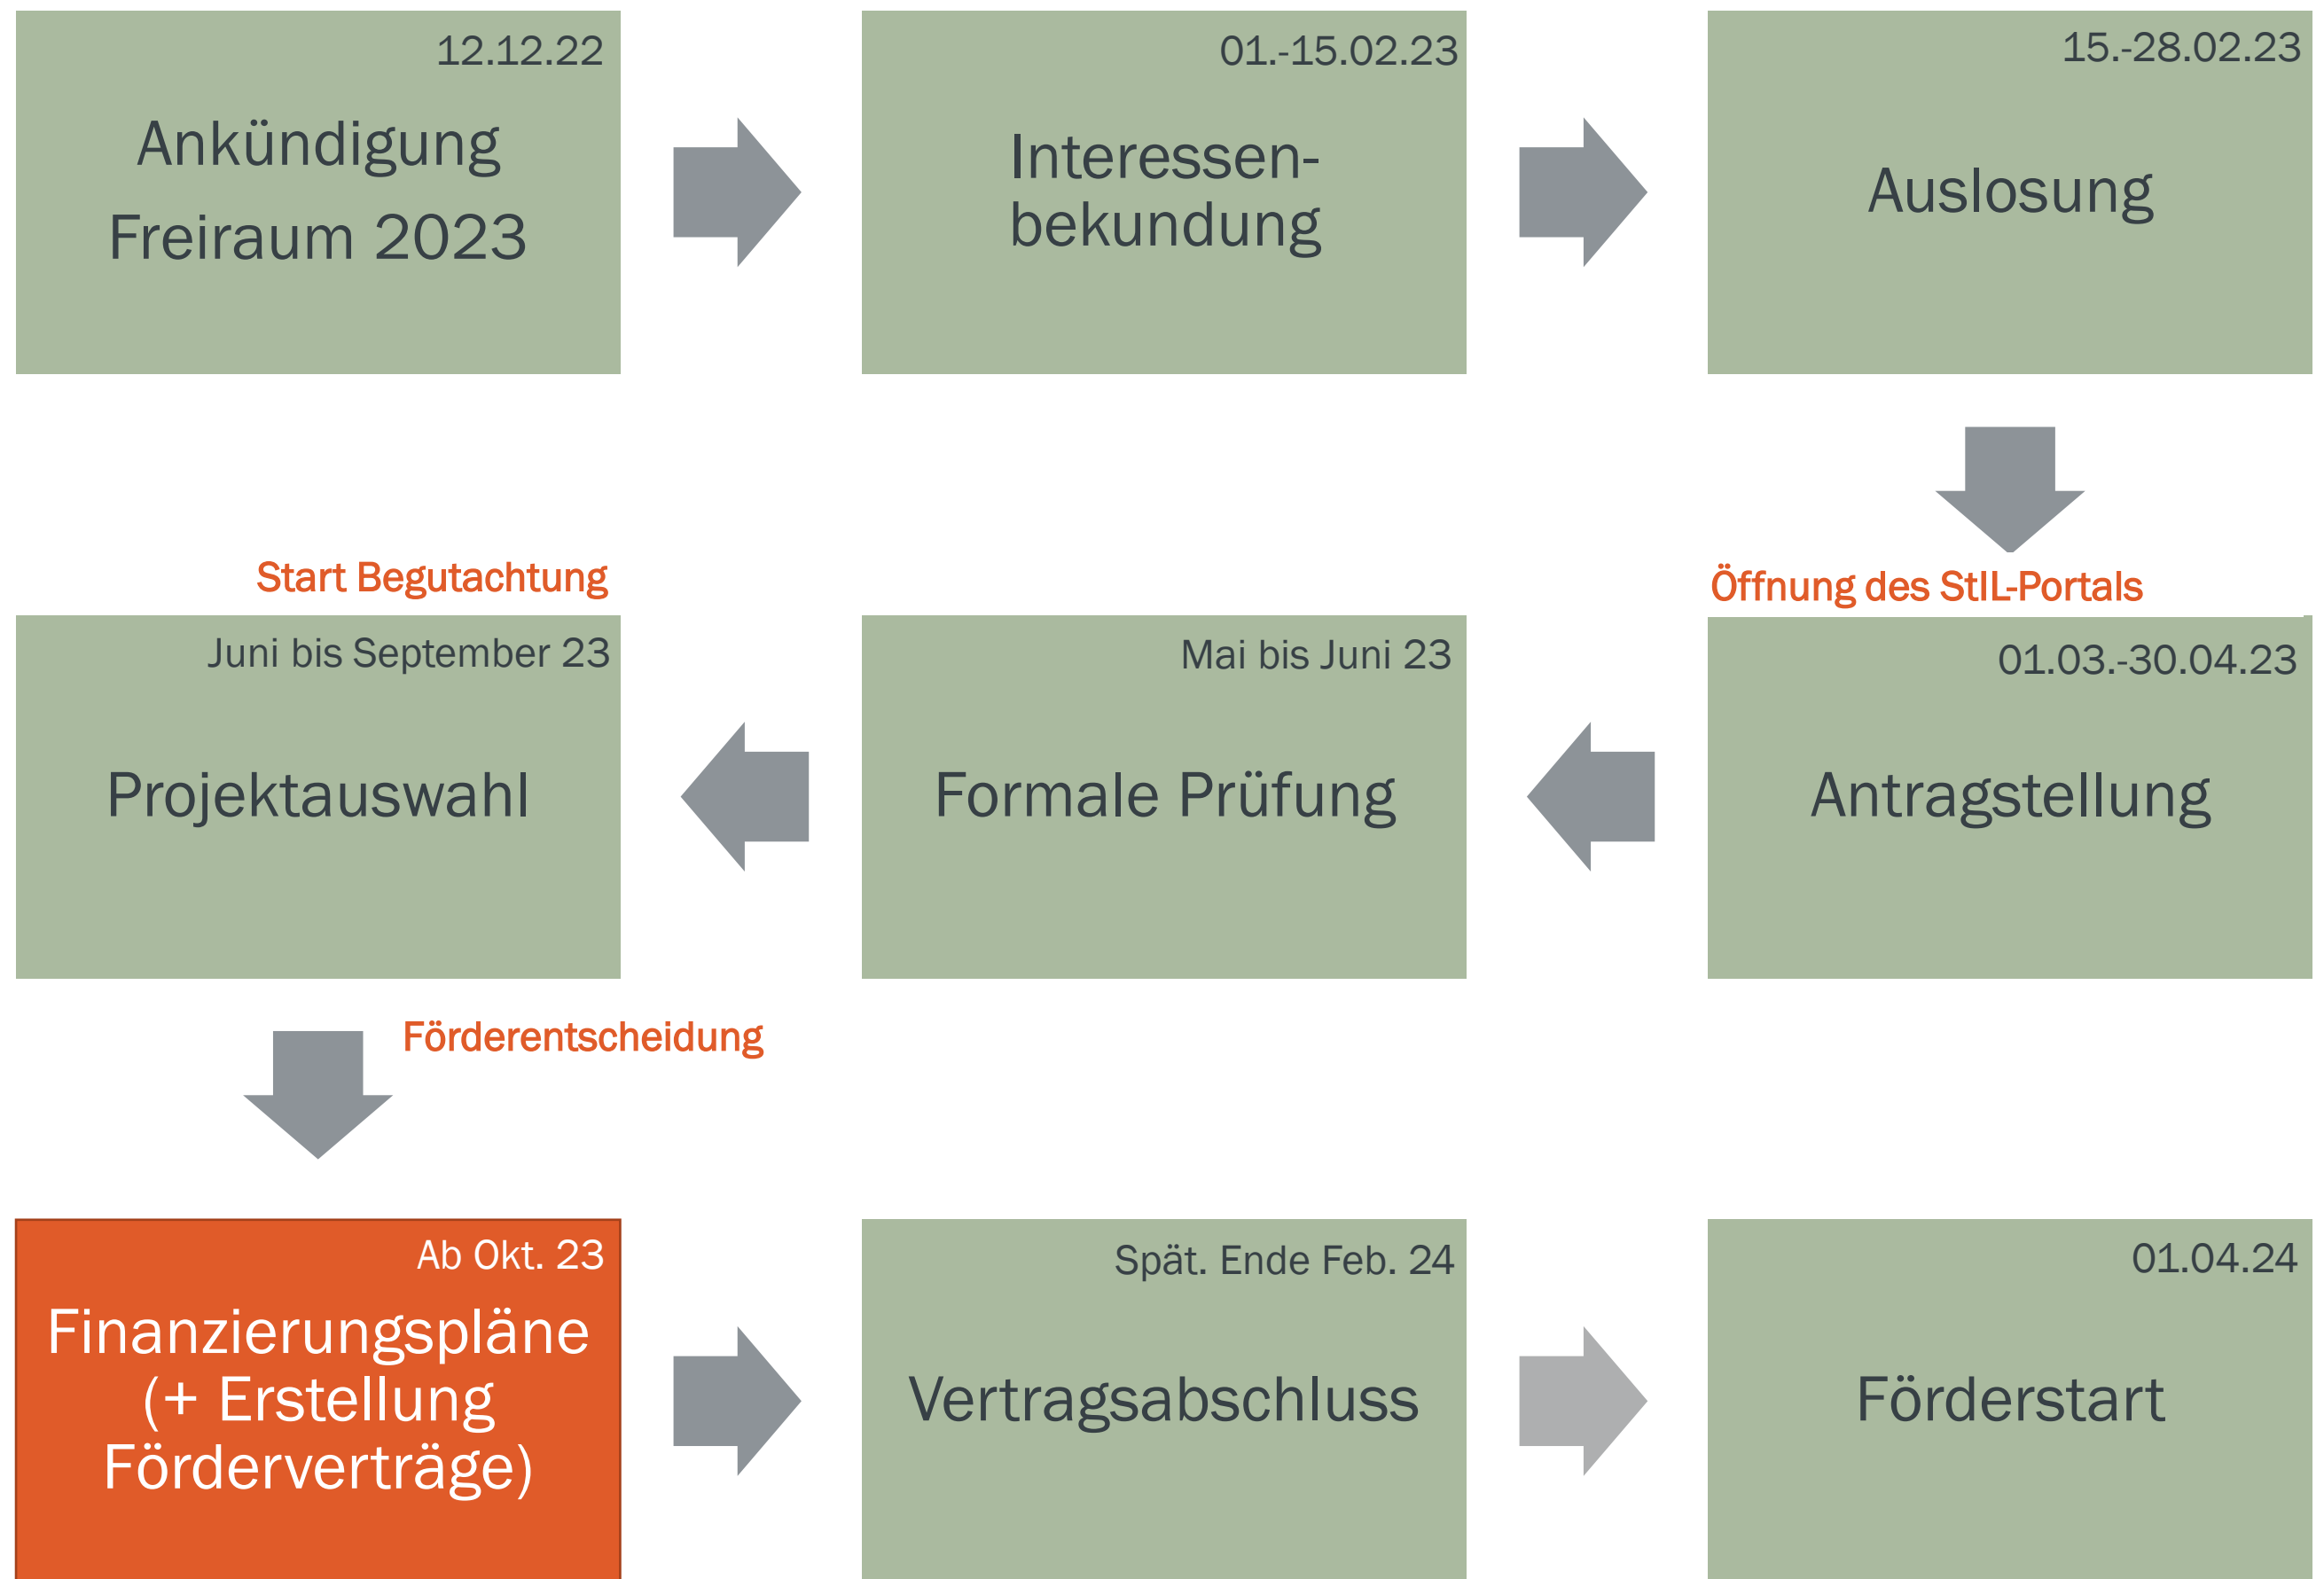 12.12.22
Ankündigung
Freiraum 2023
01.-15.02.23
Interessen-
bekundung
15.-28.02.23
Auslosung
Öffnung des StIL-Portals
01.03.-30.04.23
Antragstellung
Mai bis Juni 23
Formale Prüfung
Start Begutachtung
Juni bis September 23
Projektauswahl
Förderentscheidung
Ab Okt. 23
Finanzierungspläne
(+ Erstellung
Förderverträge)
Spät. Ende Feb. 24
Vertragsabschluss
01.04.24
Förderstart